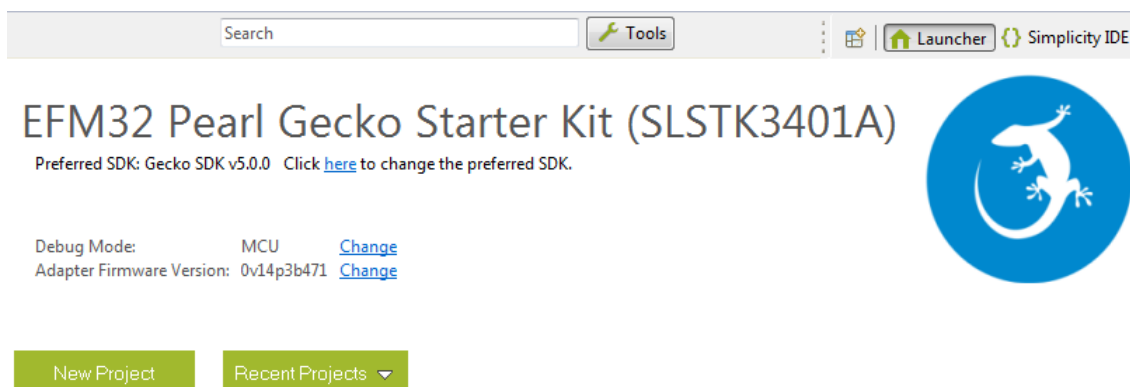 Search
Tools
Launcher
{} Simplicity IDE
EFM32 Pearl Gecko Starter Kit (SLSTK3401A)
Preferred SDK: Gecko SDK v5.0.0 Click here to change the preferred SDK.
Debug Mode: MCU Change
Adapter Firmware Version: 0v14p3b471 Change
New Project
Recent Projects